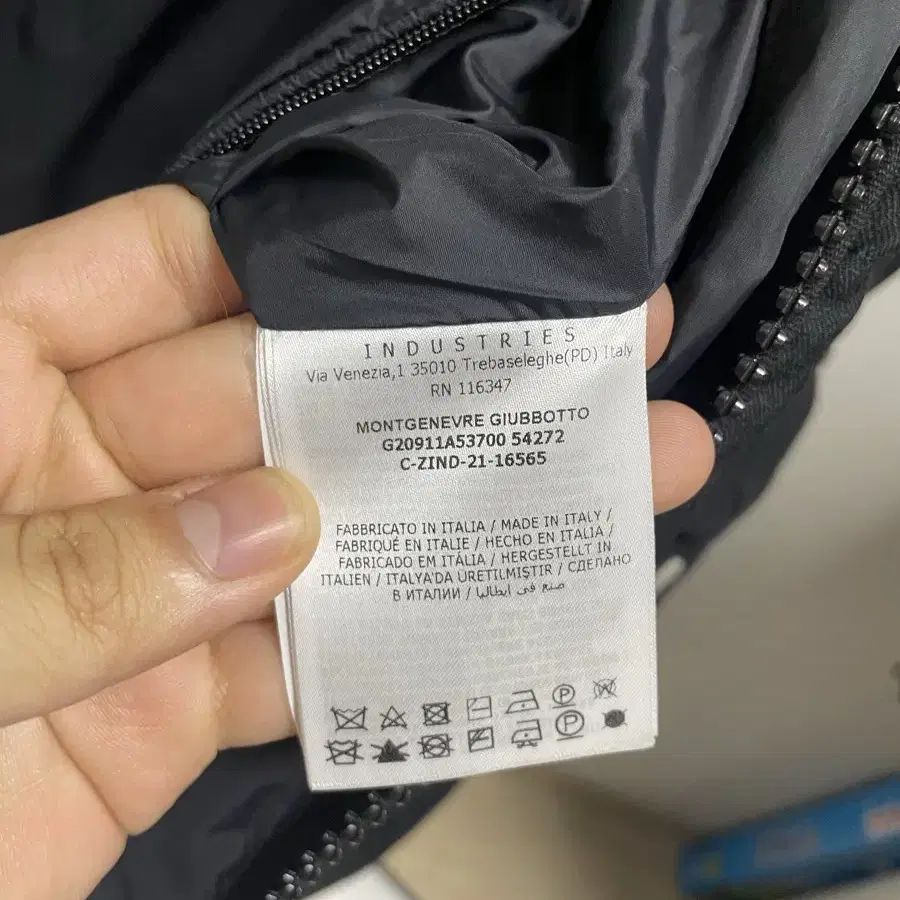 INDUSTRIES
Via Venezia,1 35010 Trebaseleghe(PD) Italy
RN 116347
MONTGENEVRE GIUBBOTTO
G20911A53700 54272
C-ZIND-21-16565
FABBRICATO IN ITALIA / MADE IN ITALY /
FABRIQUÉ EN ITALIE / HECHO EN ITALIA /
FABRICADO EM ITÁLIA / HERGESTELLT IN
ITALIEN / ITALYA'DA ÜRETILMIŞTIR / СДЕЛАНО
В ИТАЛИИ / صنع في ايطاليا
P W
P